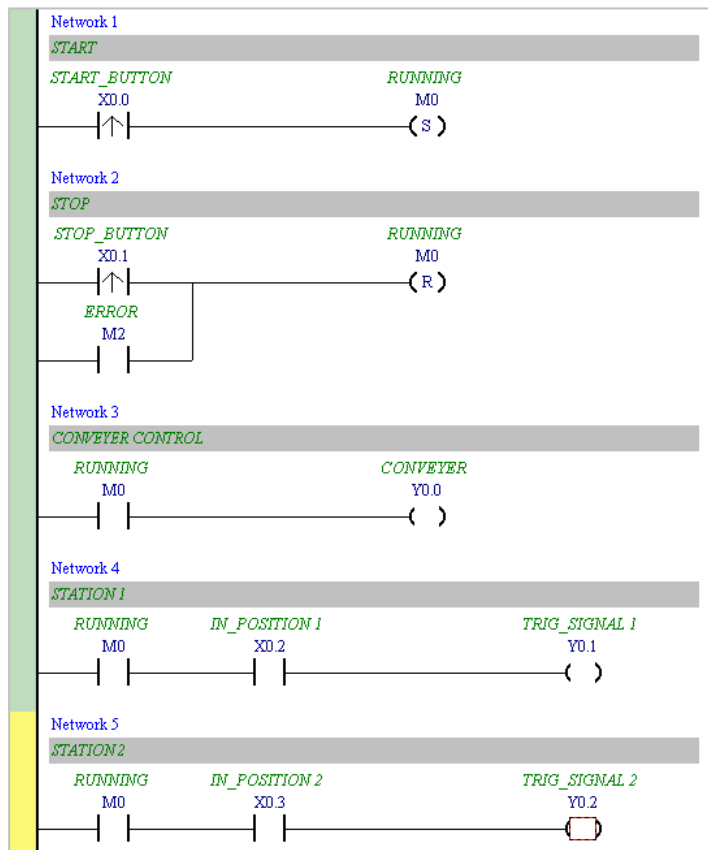 Network 1
START
START_BUTTON RUNNING
X0.0 M0
S
Network 2
STOP
STOP_BUTTON RUNNING
X0.1 M0
R
ERROR
M2
Network 3
CONVEYER CONTROL
RUNNING CONVEYER
M0 Y0.0
Network 4
STATION 1
RUNNING IN_POSITION 1 TRIG_SIGNAL 1
M0 X0.2 Y0.1
Network 5
STATION 2
RUNNING IN_POSITION 2 TRIG_SIGNAL 2
M0 X0.3 Y0.2